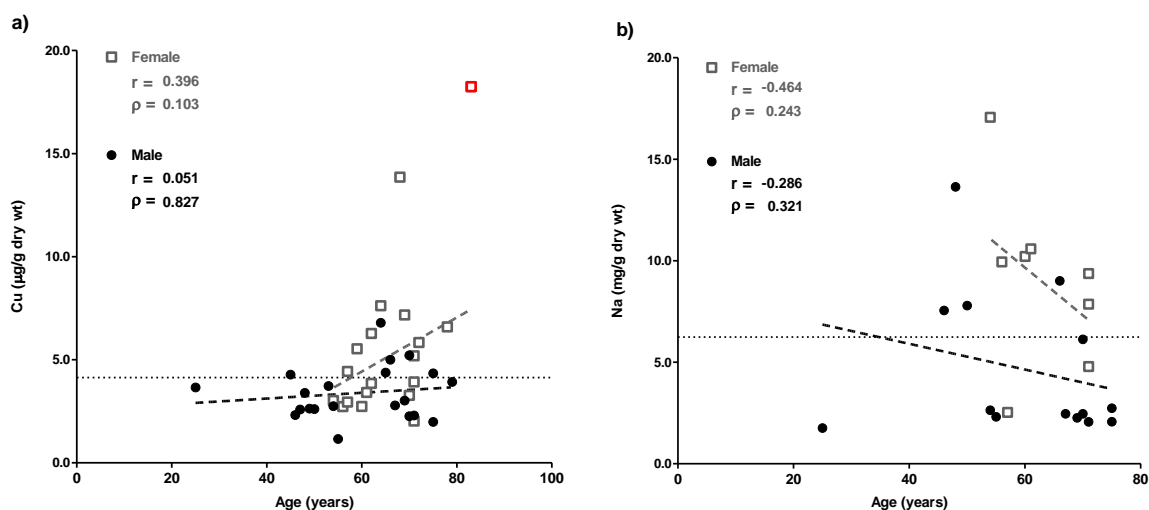 a)
20.0
15.0
10.0
5.0
0.0
0
20
40
60
80
100
Cu (µg/g dry wt)
Age (years)
Female
r = 0.396
ρ = 0.103
Male
r = 0.051
ρ = 0.827
b)
20.0
15.0
10.0
5.0
0.0
0
20
40
60
80
Na (mg/g dry wt)
Age (years)
Female
r = -0.464
ρ = 0.243
Male
r = -0.286
ρ = 0.321